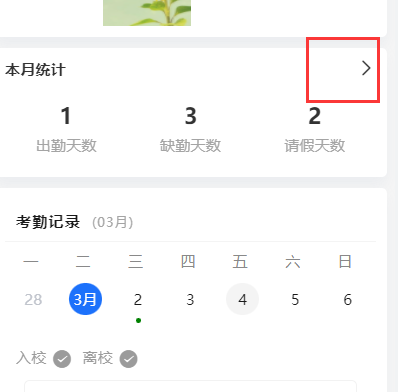 本月统计
1 3 2
出勤天数 缺勤天数 请假天数
考勤记录 (03月)
一 二 三 四 五 六 日
28 3月 2 3 4 5 6
入校 离校